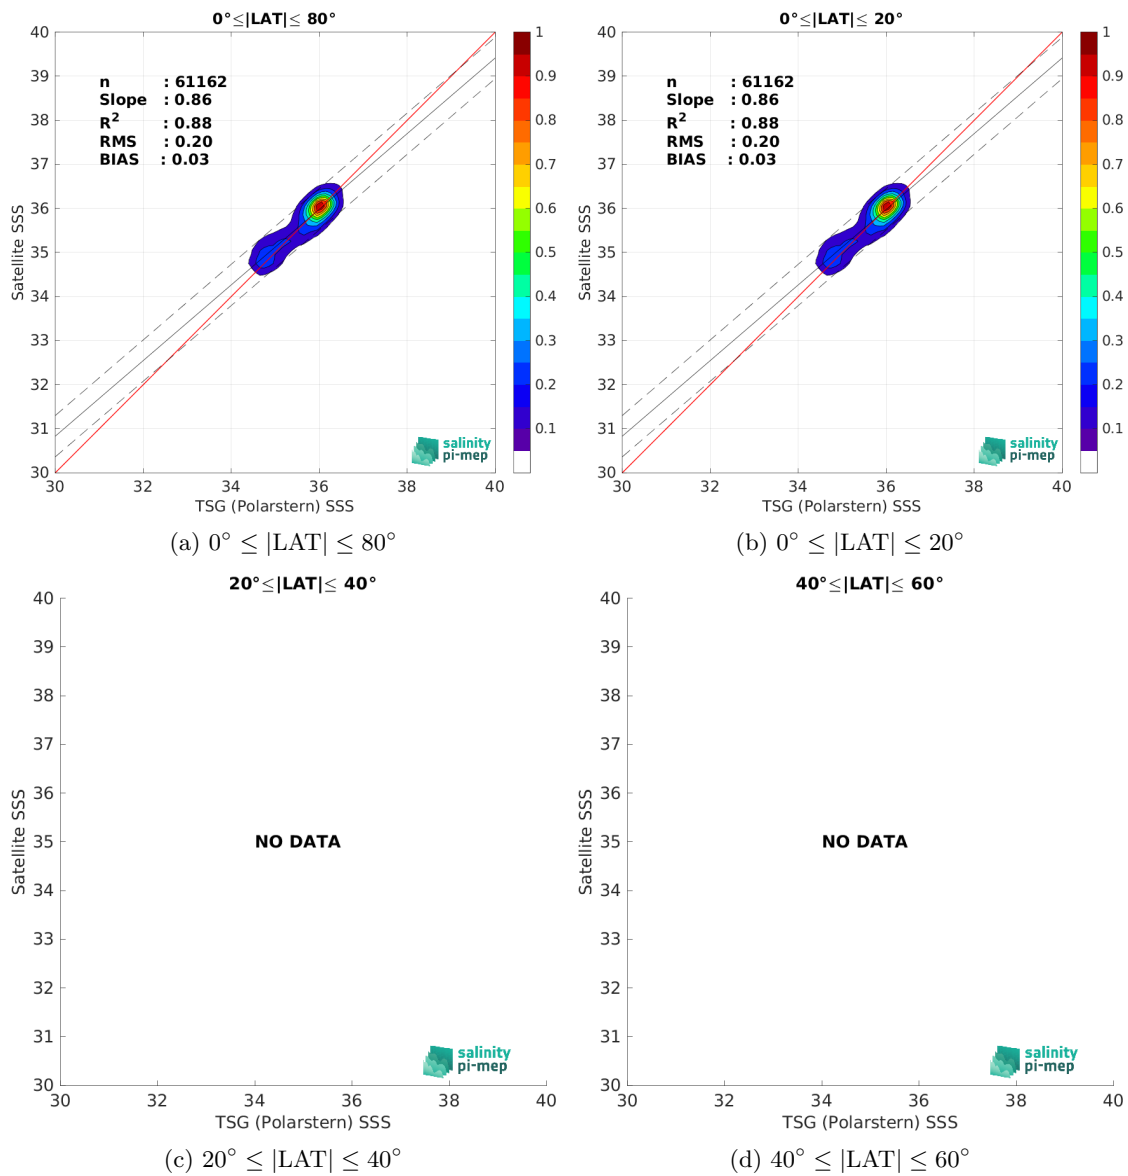 0°≤|LAT|≤ 80°
40
39
38
37
36
35
34
33
32
31
30
Satellite SSS
n : 61162
Slope : 0.86
R² : 0.88
RMS : 0.20
BIAS : 0.03
1
0.9
0.8
0.7
0.6
0.5
0.4
0.3
0.2
0.1
salinity
pi-mep
30 32 34 36 38 40
TSG (Polarstern) SSS
(a) 0° ≤ |LAT| ≤ 80°
0°≤|LAT|≤ 20°
40
39
38
37
36
35
34
33
32
31
30
Satellite SSS
n : 61162
Slope : 0.86
R² : 0.88
RMS : 0.20
BIAS : 0.03
1
0.9
0.8
0.7
0.6
0.5
0.4
0.3
0.2
0.1
salinity
pi-mep
30 32 34 36 38 40
TSG (Polarstern) SSS
(b) 0° ≤ |LAT| ≤ 20°
20°≤|LAT|≤ 40°
40
39
38
37
36
35
34
33
32
31
30
Satellite SSS
NO DATA
salinity
pi-mep
30 32 34 36 38 40
TSG (Polarstern) SSS
(c) 20° ≤ |LAT| ≤ 40°
40°≤|LAT|≤ 60°
40
39
38
37
36
35
34
33
32
31
30
Satellite SSS
NO DATA
salinity
pi-mep
30 32 34 36 38 40
TSG (Polarstern) SSS
(d) 40° ≤ |LAT| ≤ 60°